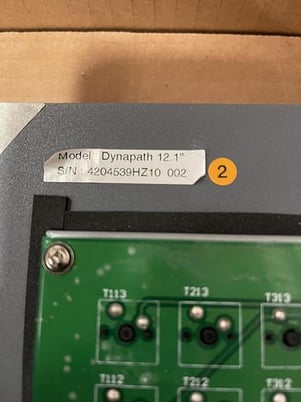 Model : Dynapath 12.1"
S/N : 4204539HZ10 002
2
T113 T213 T313
T112 T212 T312